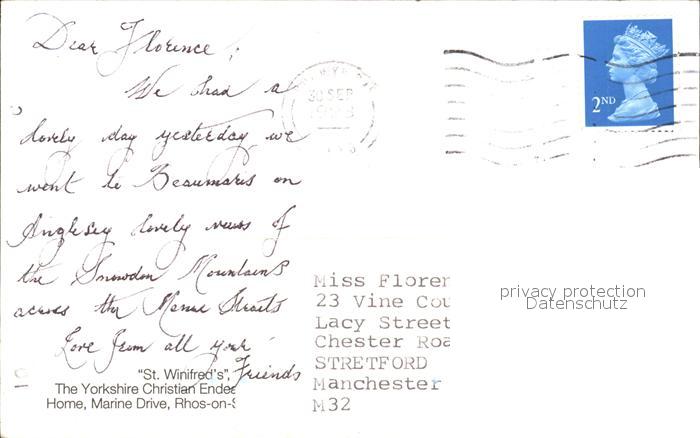 Dear Florence,
We had a
lovely day yesterday, we
went to Beaumaris on
Anglesey lovely views of
the Snowdon Mountains
across the Menai Straits
Love from all your
Friends
"St. Winifred's",
The Yorkshire Christian Endea
Home, Marine Drive, Rhos-on-S
30 SEP
2ND
Miss Floren
23 Vine Cou
Lacy Street
Chester Roa
STRETFORD
Manchester
M32
privacy protection
Datenschutz